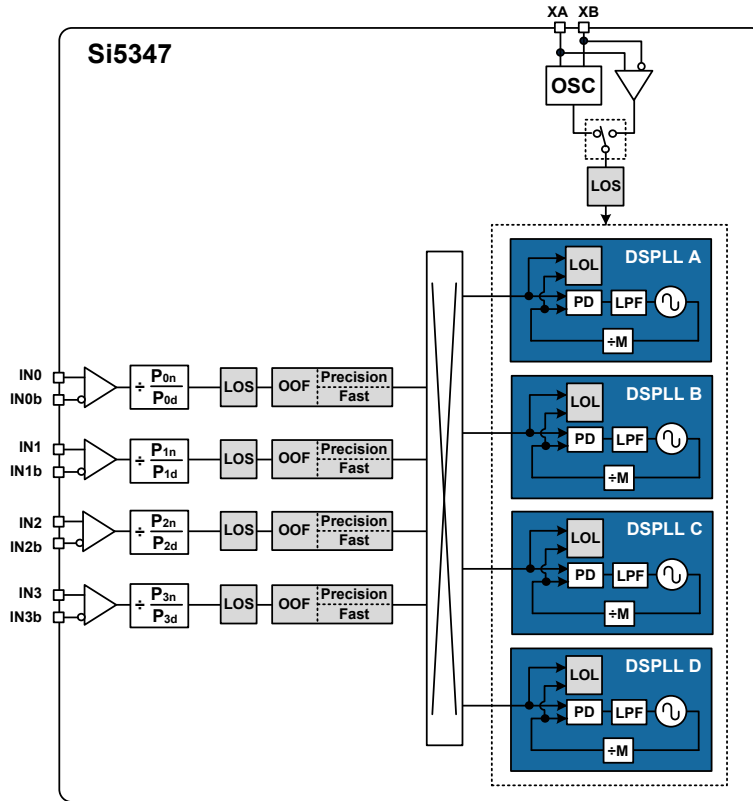 XA XB
Si5347
OSC
LOS
DSPLL A
LOL
PD LPF
÷M
IN0
IN0b
÷ P0n
P0d
LOS OOF Precision
Fast
DSPLL B
LOL
PD LPF
÷M
IN1
IN1b
÷ P1n
P1d
LOS OOF Precision
Fast
IN2
IN2b
÷ P2n
P2d
LOS OOF Precision
Fast
DSPLL C
LOL
PD LPF
÷M
IN3
IN3b
÷ P3n
P3d
LOS OOF Precision
Fast
DSPLL D
LOL
PD LPF
÷M